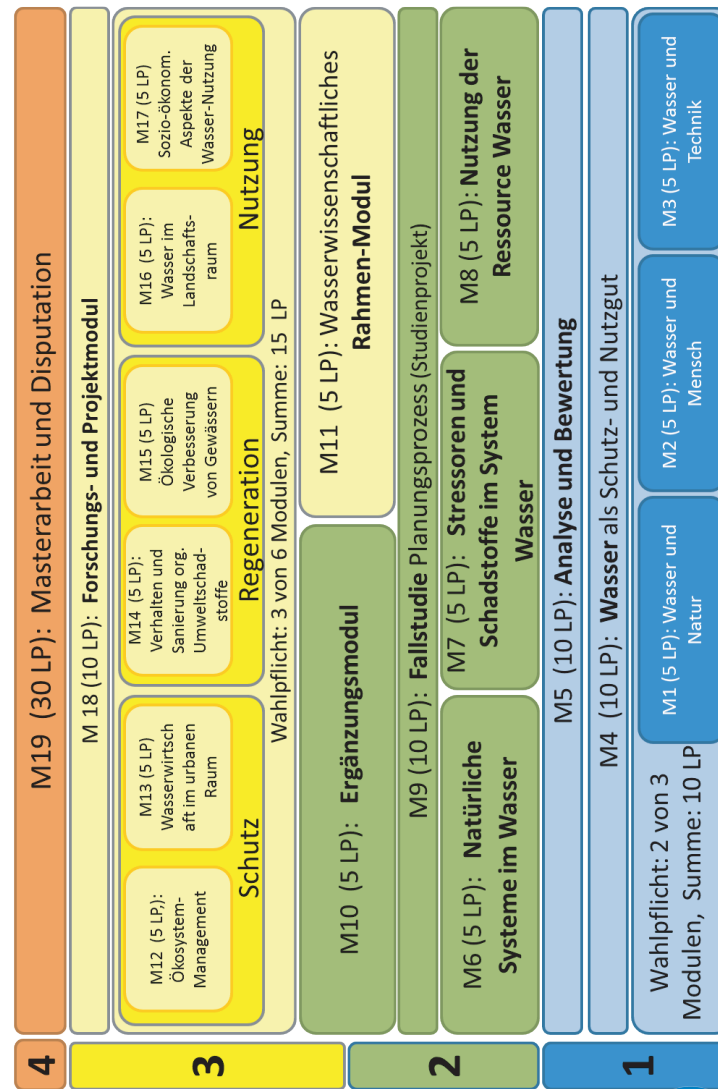 4
M19 (30 LP): Masterarbeit und Disputation
3
M 18 (10 LP): Forschungs- und Projektmodul
M12 (5 LP,):
Ökosystem-
Management
M13 (5 LP)
Wasserwirtsch
aft im urbanen
Raum
Schutz
M14 (5 LP):
Verhalten und
Sanierung org.
Umweltschad-
stoffe
M15 (5 LP)
Ökologische
Verbesserung
von Gewässern
Regeneration
M16 (5 LP):
Wasser im
Landschafts-
raum
M17 (5 LP)
Sozio-ökonom.
Aspekte der
Wasser-Nutzung
Nutzung
Wahlpflicht: 3 von 6 Modulen, Summe: 15 LP
M10 (5 LP): Ergänzungsmodul
M11 (5 LP): Wasserwissenschaftliches
Rahmen-Modul
2
M9 (10 LP): Fallstudie Planungsprozess (Studienprojekt)
M6 (5 LP): Natürliche
Systeme im Wasser
M7 (5 LP): Stressoren und
Schadstoffe im System
Wasser
M8 (5 LP): Nutzung der
Ressource Wasser
1
M5 (10 LP): Analyse und Bewertung
M4 (10 LP): Wasser als Schutz- und Nutzgut
Wahlpflicht: 2 von 3
Modulen, Summe: 10 LP
M1 (5 LP): Wasser und
Natur
M2 (5 LP): Wasser und
Mensch
M3 (5 LP): Wasser und
Technik